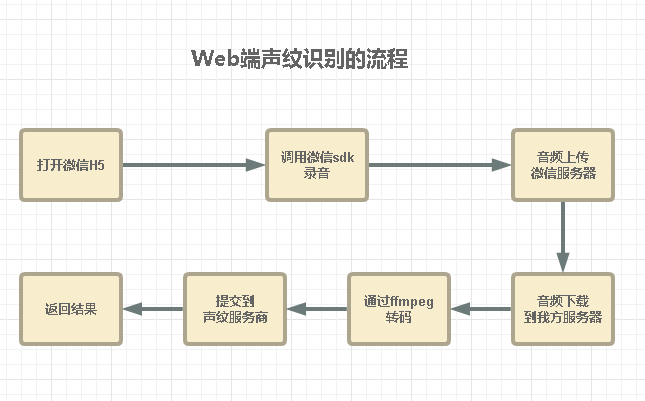 Web端声纹识别的流程
打开微信H5
调用微信sdk
录音
音频上传
微信服务器
音频下载
到我方服务器
通过ffmpeg
转码
提交到
声纹服务商
返回结果